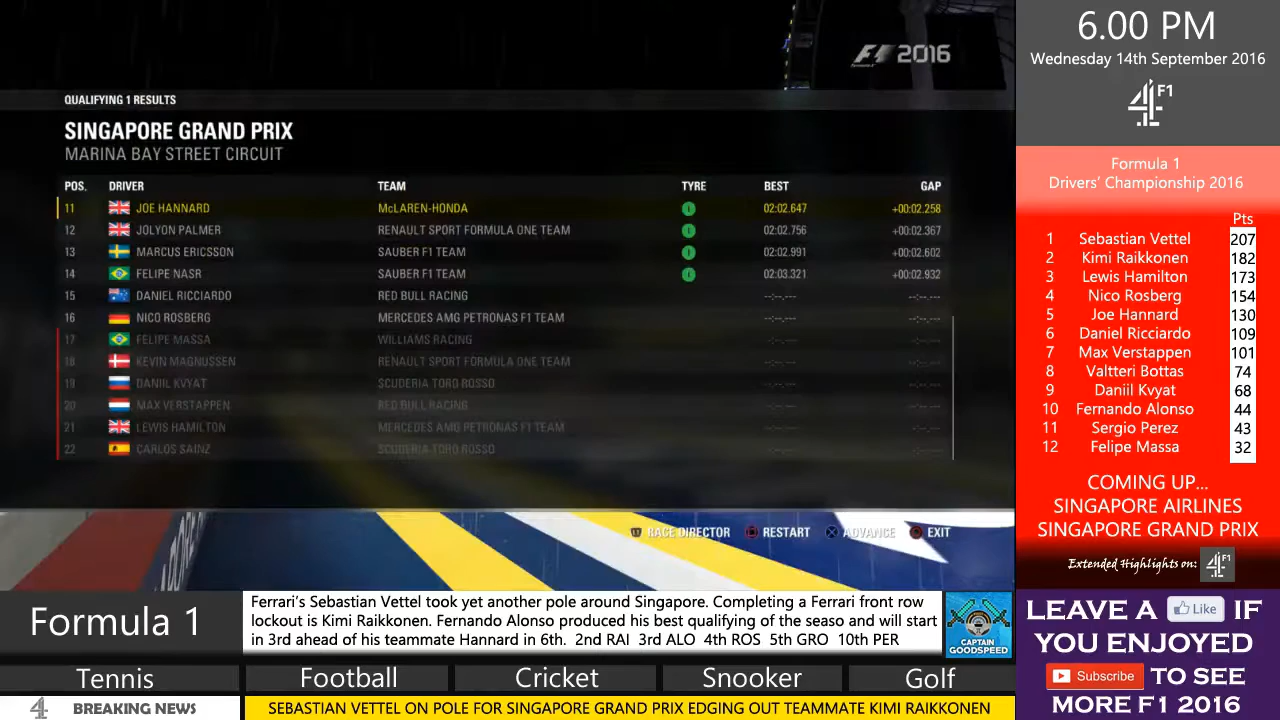 F1 2016
QUALIFYING 1 RESULTS
SINGAPORE GRAND PRIX
MARINA BAY STREET CIRCUIT
POS. DRIVER TEAM TYRE BEST GAP
11 JOE HANNARD McLAREN-HONDA I 02:02.647 +00:02.258
12 JOLYON PALMER RENAULT SPORT FORMULA ONE TEAM I 02:02.756 +00:02.367
13 MARCUS ERICSSON SAUBER F1 TEAM I 02:02.991 +00:02.602
14 FELIPE NASR SAUBER F1 TEAM I 02:03.321 +00:02.932
15 DANIEL RICCIARDO RED BULL RACING --:--.--- --:--.---
16 NICO ROSBERG MERCEDES AMG PETRONAS F1 TEAM --:--.--- --:--.---
17 FELIPE MASSA WILLIAMS RACING --:--.--- --:--.---
18 KEVIN MAGNUSSEN RENAULT SPORT FORMULA ONE TEAM --:--.--- --:--.---
19 DANIIL KVYAT SCUDERIA TORO ROSSO --:--.--- --:--.---
20 MAX VERSTAPPEN RED BULL RACING --:--.--- --:--.---
21 LEWIS HAMILTON MERCEDES AMG PETRONAS F1 TEAM --:--.--- --:--.---
22 CARLOS SAINZ SCUDERIA TORO ROSSO --:--.--- --:--.---
RACE DIRECTOR RESTART ADVANCE EXIT
6.00 PM
Wednesday 14th September 2016
4 F1
Formula 1
Drivers' Championship 2016
Pts
1 Sebastian Vettel 207
2 Kimi Raikkonen 182
3 Lewis Hamilton 173
4 Nico Rosberg 154
5 Joe Hannard 130
6 Daniel Ricciardo 109
7 Max Verstappen 101
8 Valtteri Bottas 74
9 Daniil Kvyat 68
10 Fernando Alonso 44
11 Sergio Perez 43
12 Felipe Massa 32
COMING UP...
SINGAPORE AIRLINES
SINGAPORE GRAND PRIX
Extended Highlights on: 4 F1
LEAVE A Like IF
YOU ENJOYED
Subscribe TO SEE
MORE F1 2016
Formula 1
Ferrari's Sebastian Vettel took yet another pole around Singapore. Completing a Ferrari front row
lockout is Kimi Raikkonen. Fernando Alonso produced his best qualifying of the seaso and will start
in 3rd ahead of his teammate Hannard in 6th. 2nd RAI 3rd ALO 4th ROS 5th GRO 10th PER
CAPTAIN
GOODSPEED
Tennis Football Cricket Snooker Golf
4 BREAKING NEWS
SEBASTIAN VETTEL ON POLE FOR SINGAPORE GRAND PRIX EDGING OUT TEAMMATE KIMI RAIKKONEN